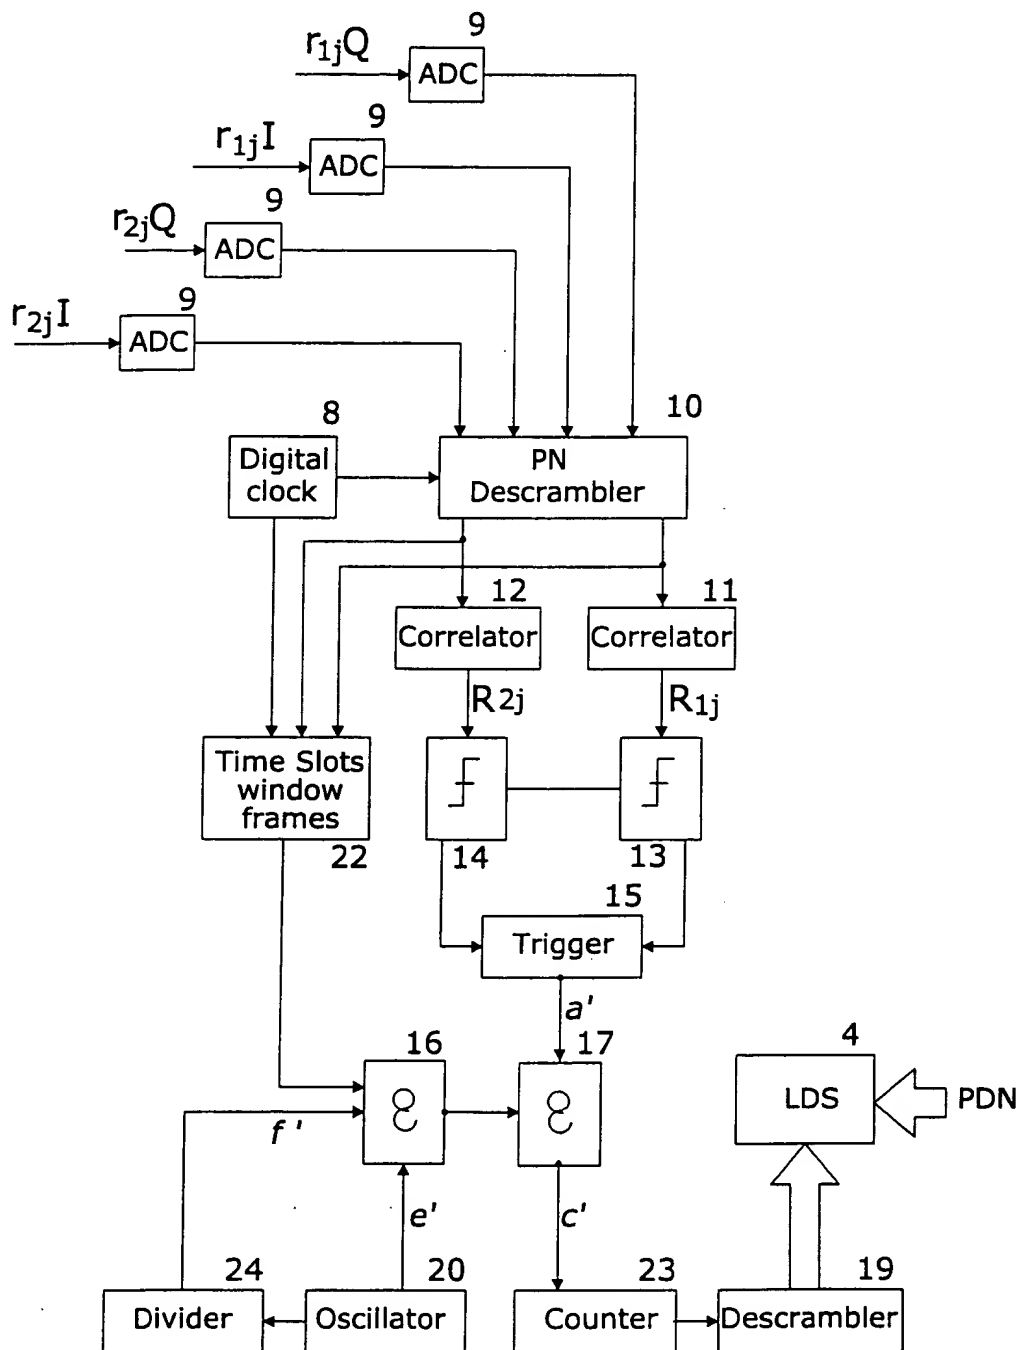 9
r1jQ
ADC
9
r1jI
ADC
9
r2jQ
ADC
9
r2jI
ADC
8
10
Digital
clock
PN
Descrambler
12
11
Correlator
Correlator
R2j
R1j
Time Slots
window
frames
22
14
13
15
Trigger
a'
16
17
4
&
&
LDS
PDN
f'
e'
c'
24
20
23
19
Divider
Oscillator
Counter
Descrambler